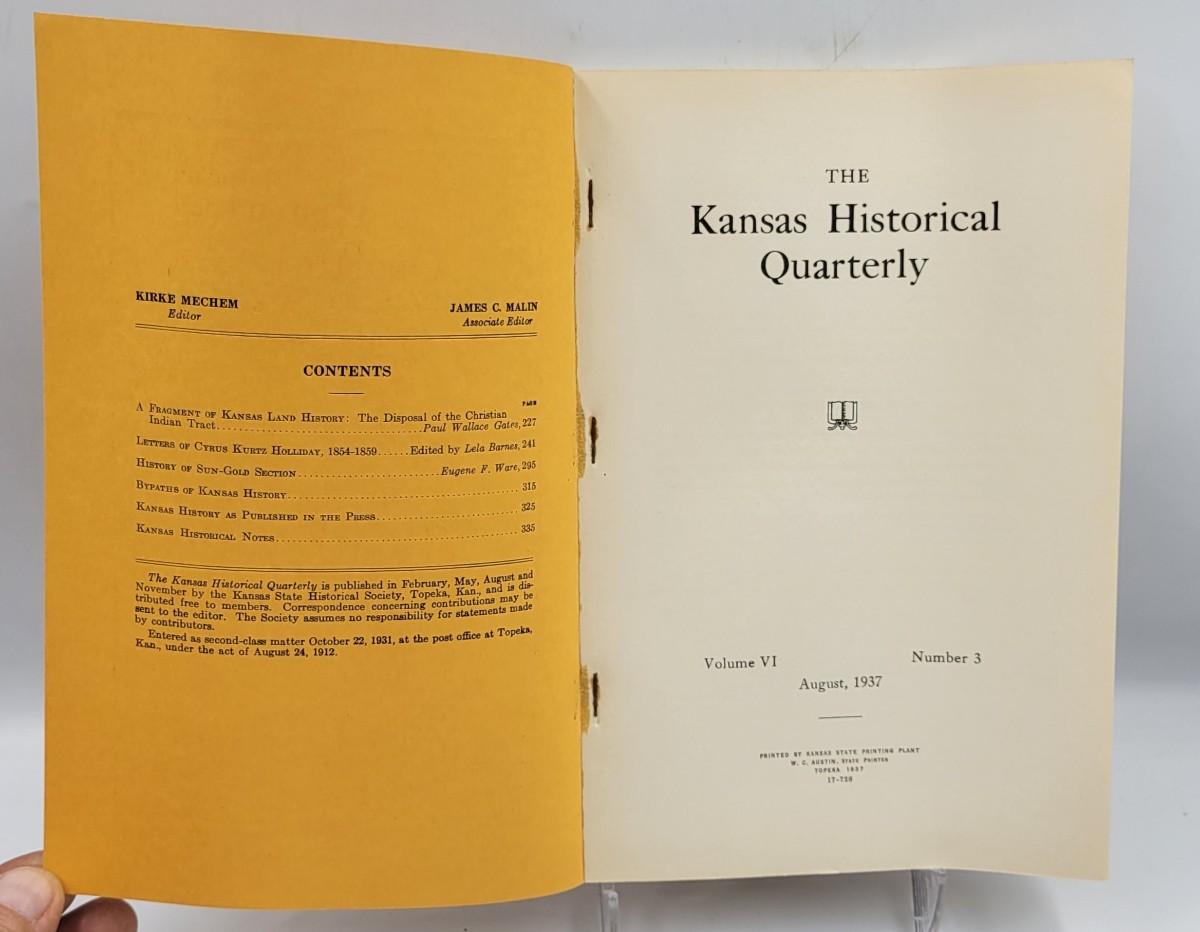 KIRKE MECHEM
Editor
JAMES C. MALIN
Associate Editor
CONTENTS
PAGE
A FRAGMENT OF KANSAS LAND HISTORY: The Disposal of the Christian
Indian Tract........................................Paul Wallace Gates, 227
LETTERS OF CYRUS KURTZ HOLLIDAY, 1854-1859......Edited by Lela Barnes, 241
HISTORY OF SUN-GOLD SECTION..........................Eugene F. Ware, 295
BYPATHS OF KANSAS HISTORY........................................... 315
KANSAS HISTORY AS PUBLISHED IN THE PRESS.......................... 325
KANSAS HISTORICAL NOTES............................................. 335
The Kansas Historical Quarterly is published in February, May, August and
November by the Kansas State Historical Society, Topeka, Kan., and is dis-
tributed free to members. Correspondence concerning contributions may be
sent to the editor. The Society assumes no responsibility for statements made
by contributors.
Entered as second-class matter October 22, 1931, at the post office at Topeka,
Kan., under the act of August 24, 1912.
THE
Kansas Historical
Quarterly
Volume VI
Number 3
August, 1937
PRINTED BY KANSAS STATE PRINTING PLANT
W. C. AUSTIN, STATE PRINTER
TOPEKA 1937
17-728